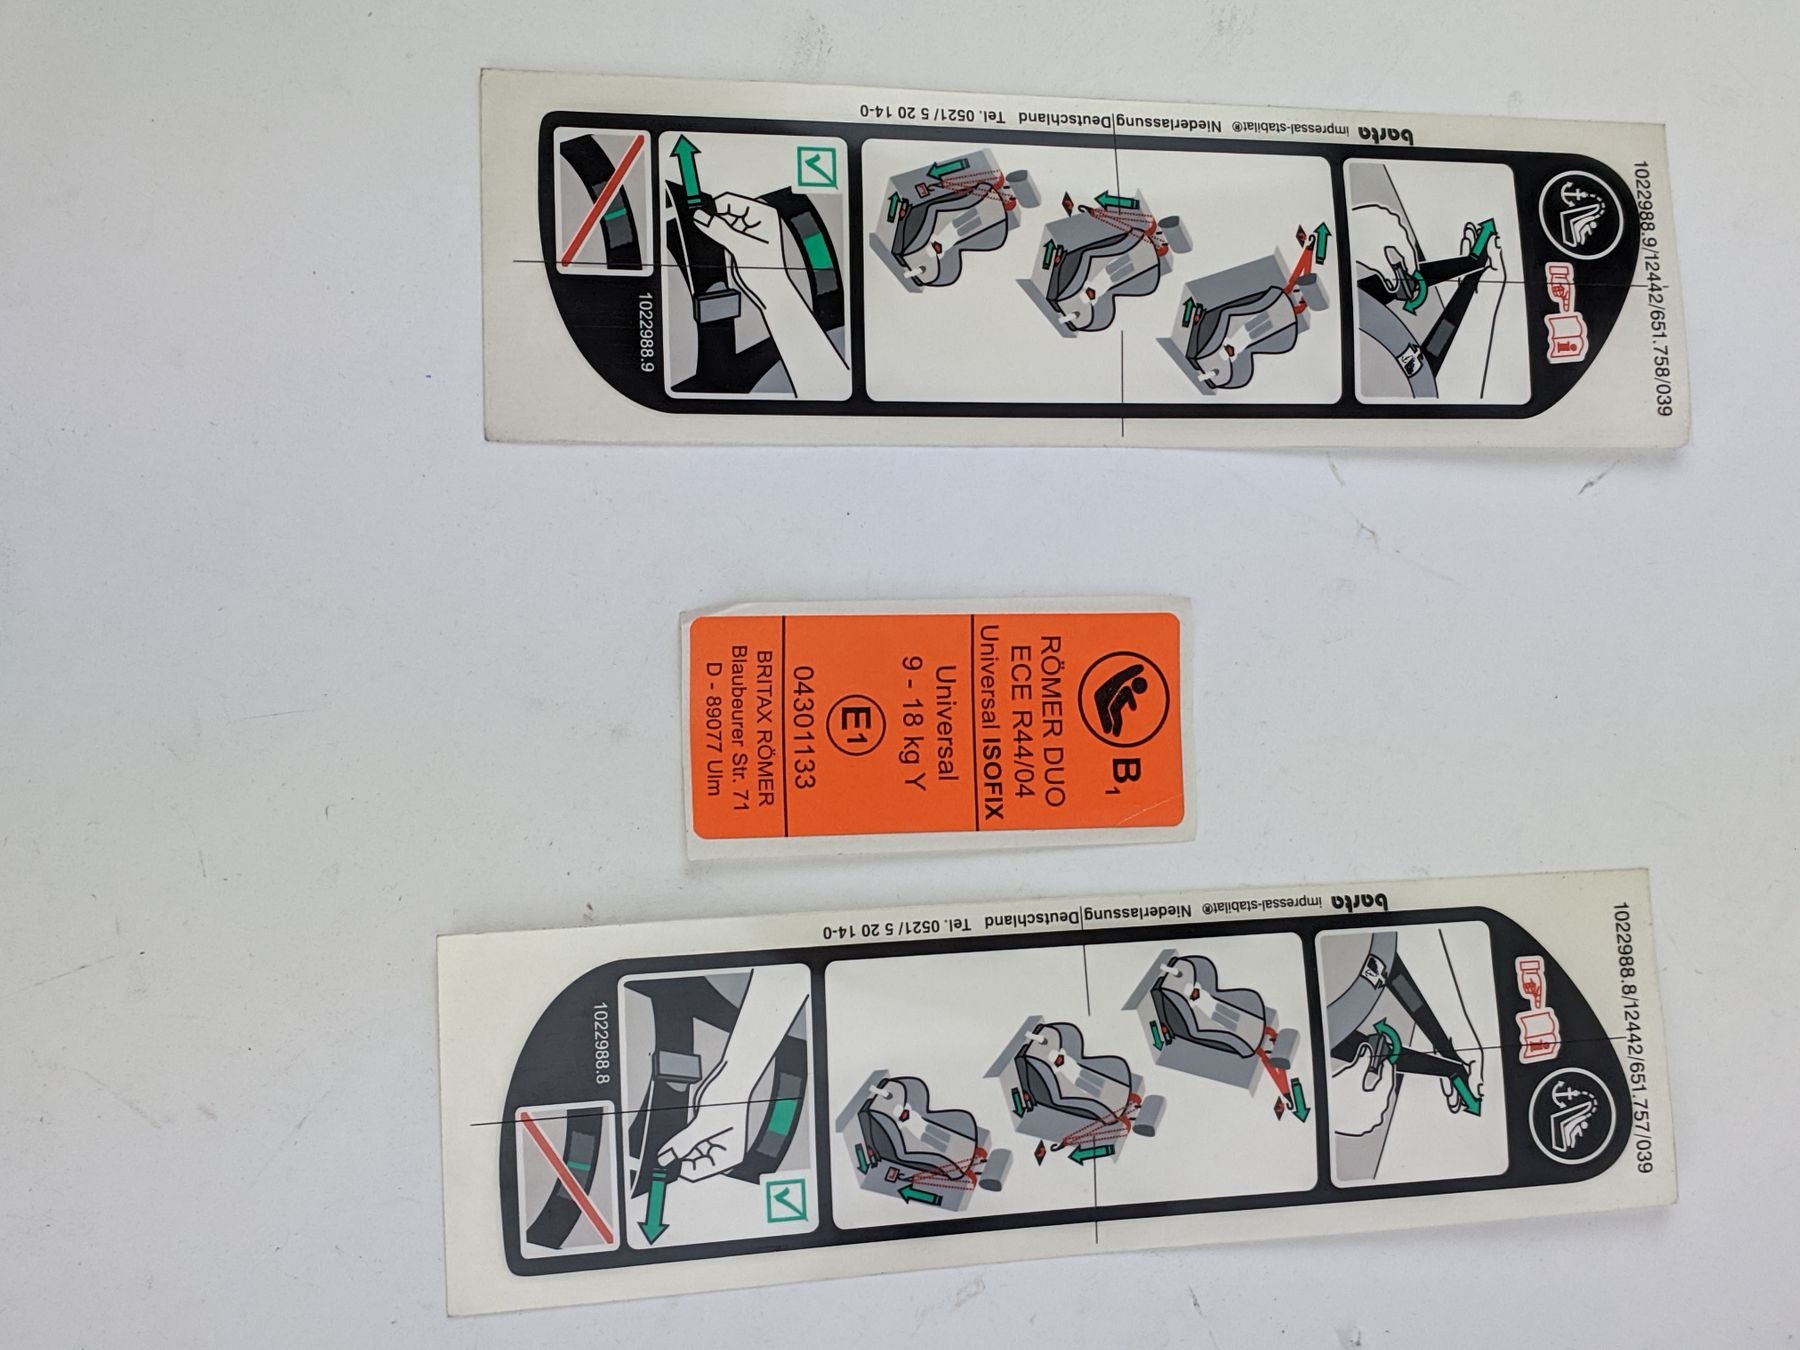 1022988.9/12442/651.758/039
barta impressal-stabilat® Niederlassung Deutschland Tel. 0521/ 5 20 14-0
i
1022988.9
B1
RÖMER DUO
ECE R44/04
Universal ISOFIX
Universal
9 - 18 kg Y
E1
04301133
BRITAX RÖMER
Blaubeurer Str. 71
D - 89077 Ulm
1022988.8/12442/651.757/039
barta impressal-stabilat® Niederlassung Deutschland Tel. 0521/ 5 20 14-0
i
1022988.8